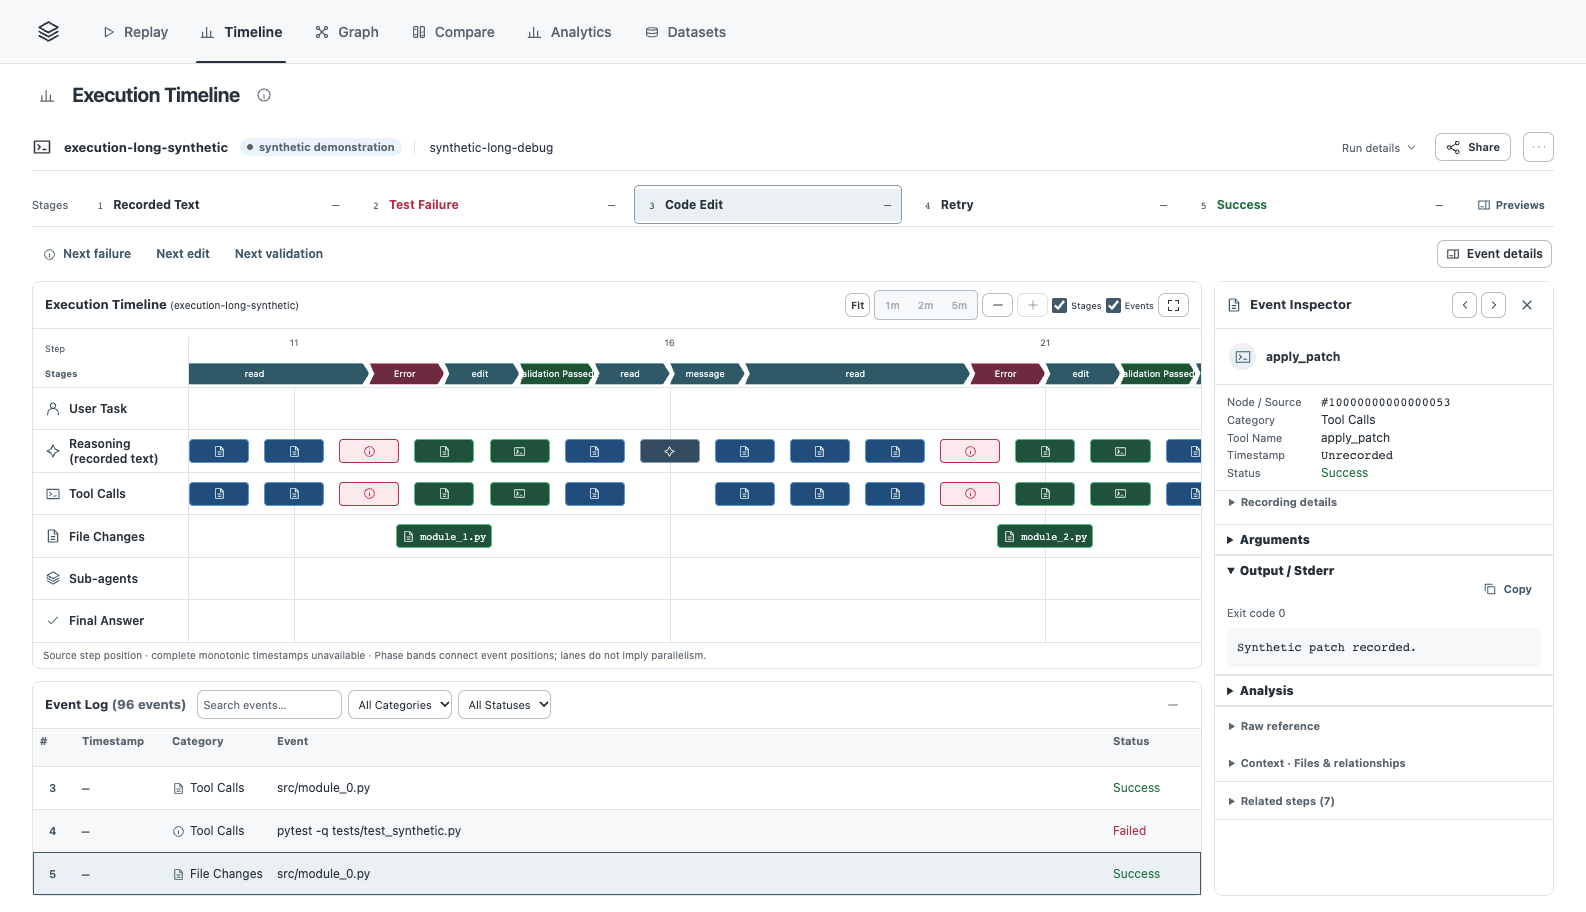 Replay
Timeline
Graph
Compare
Analytics
Datasets
Execution Timeline
execution-long-synthetic
synthetic demonstration
synthetic-long-debug
Run details
Share
Stages
1 Recorded Text –
2 Test Failure –
3 Code Edit –
4 Retry –
5 Success –
Previews
Next failure
Next edit
Next validation
Event details
Execution Timeline (execution-long-synthetic)
Fit
1m 2m 5m
Stages
Events
Step
11 16 21
Stages
read Error edit alidation Passed read message read Error edit alidation Passed
User Task
Reasoning
(recorded text)
Tool Calls
File Changes
module_1.py
module_2.py
Sub-agents
Final Answer
Source step position · complete monotonic timestamps unavailable · Phase bands connect event positions; lanes do not imply parallelism.
Event Log (96 events)
Search events...
All Categories
All Statuses
# Timestamp Category Event Status
3 – Tool Calls src/module_0.py Success
4 – Tool Calls pytest -q tests/test_synthetic.py Failed
5 – File Changes src/module_0.py Success
Event Inspector
apply_patch
Node / Source #10000000000000053
Category Tool Calls
Tool Name apply_patch
Timestamp Unrecorded
Status Success
Recording details
Arguments
Output / Stderr
Copy
Exit code 0
Synthetic patch recorded.
Analysis
Raw reference
Context · Files & relationships
Related steps (7)